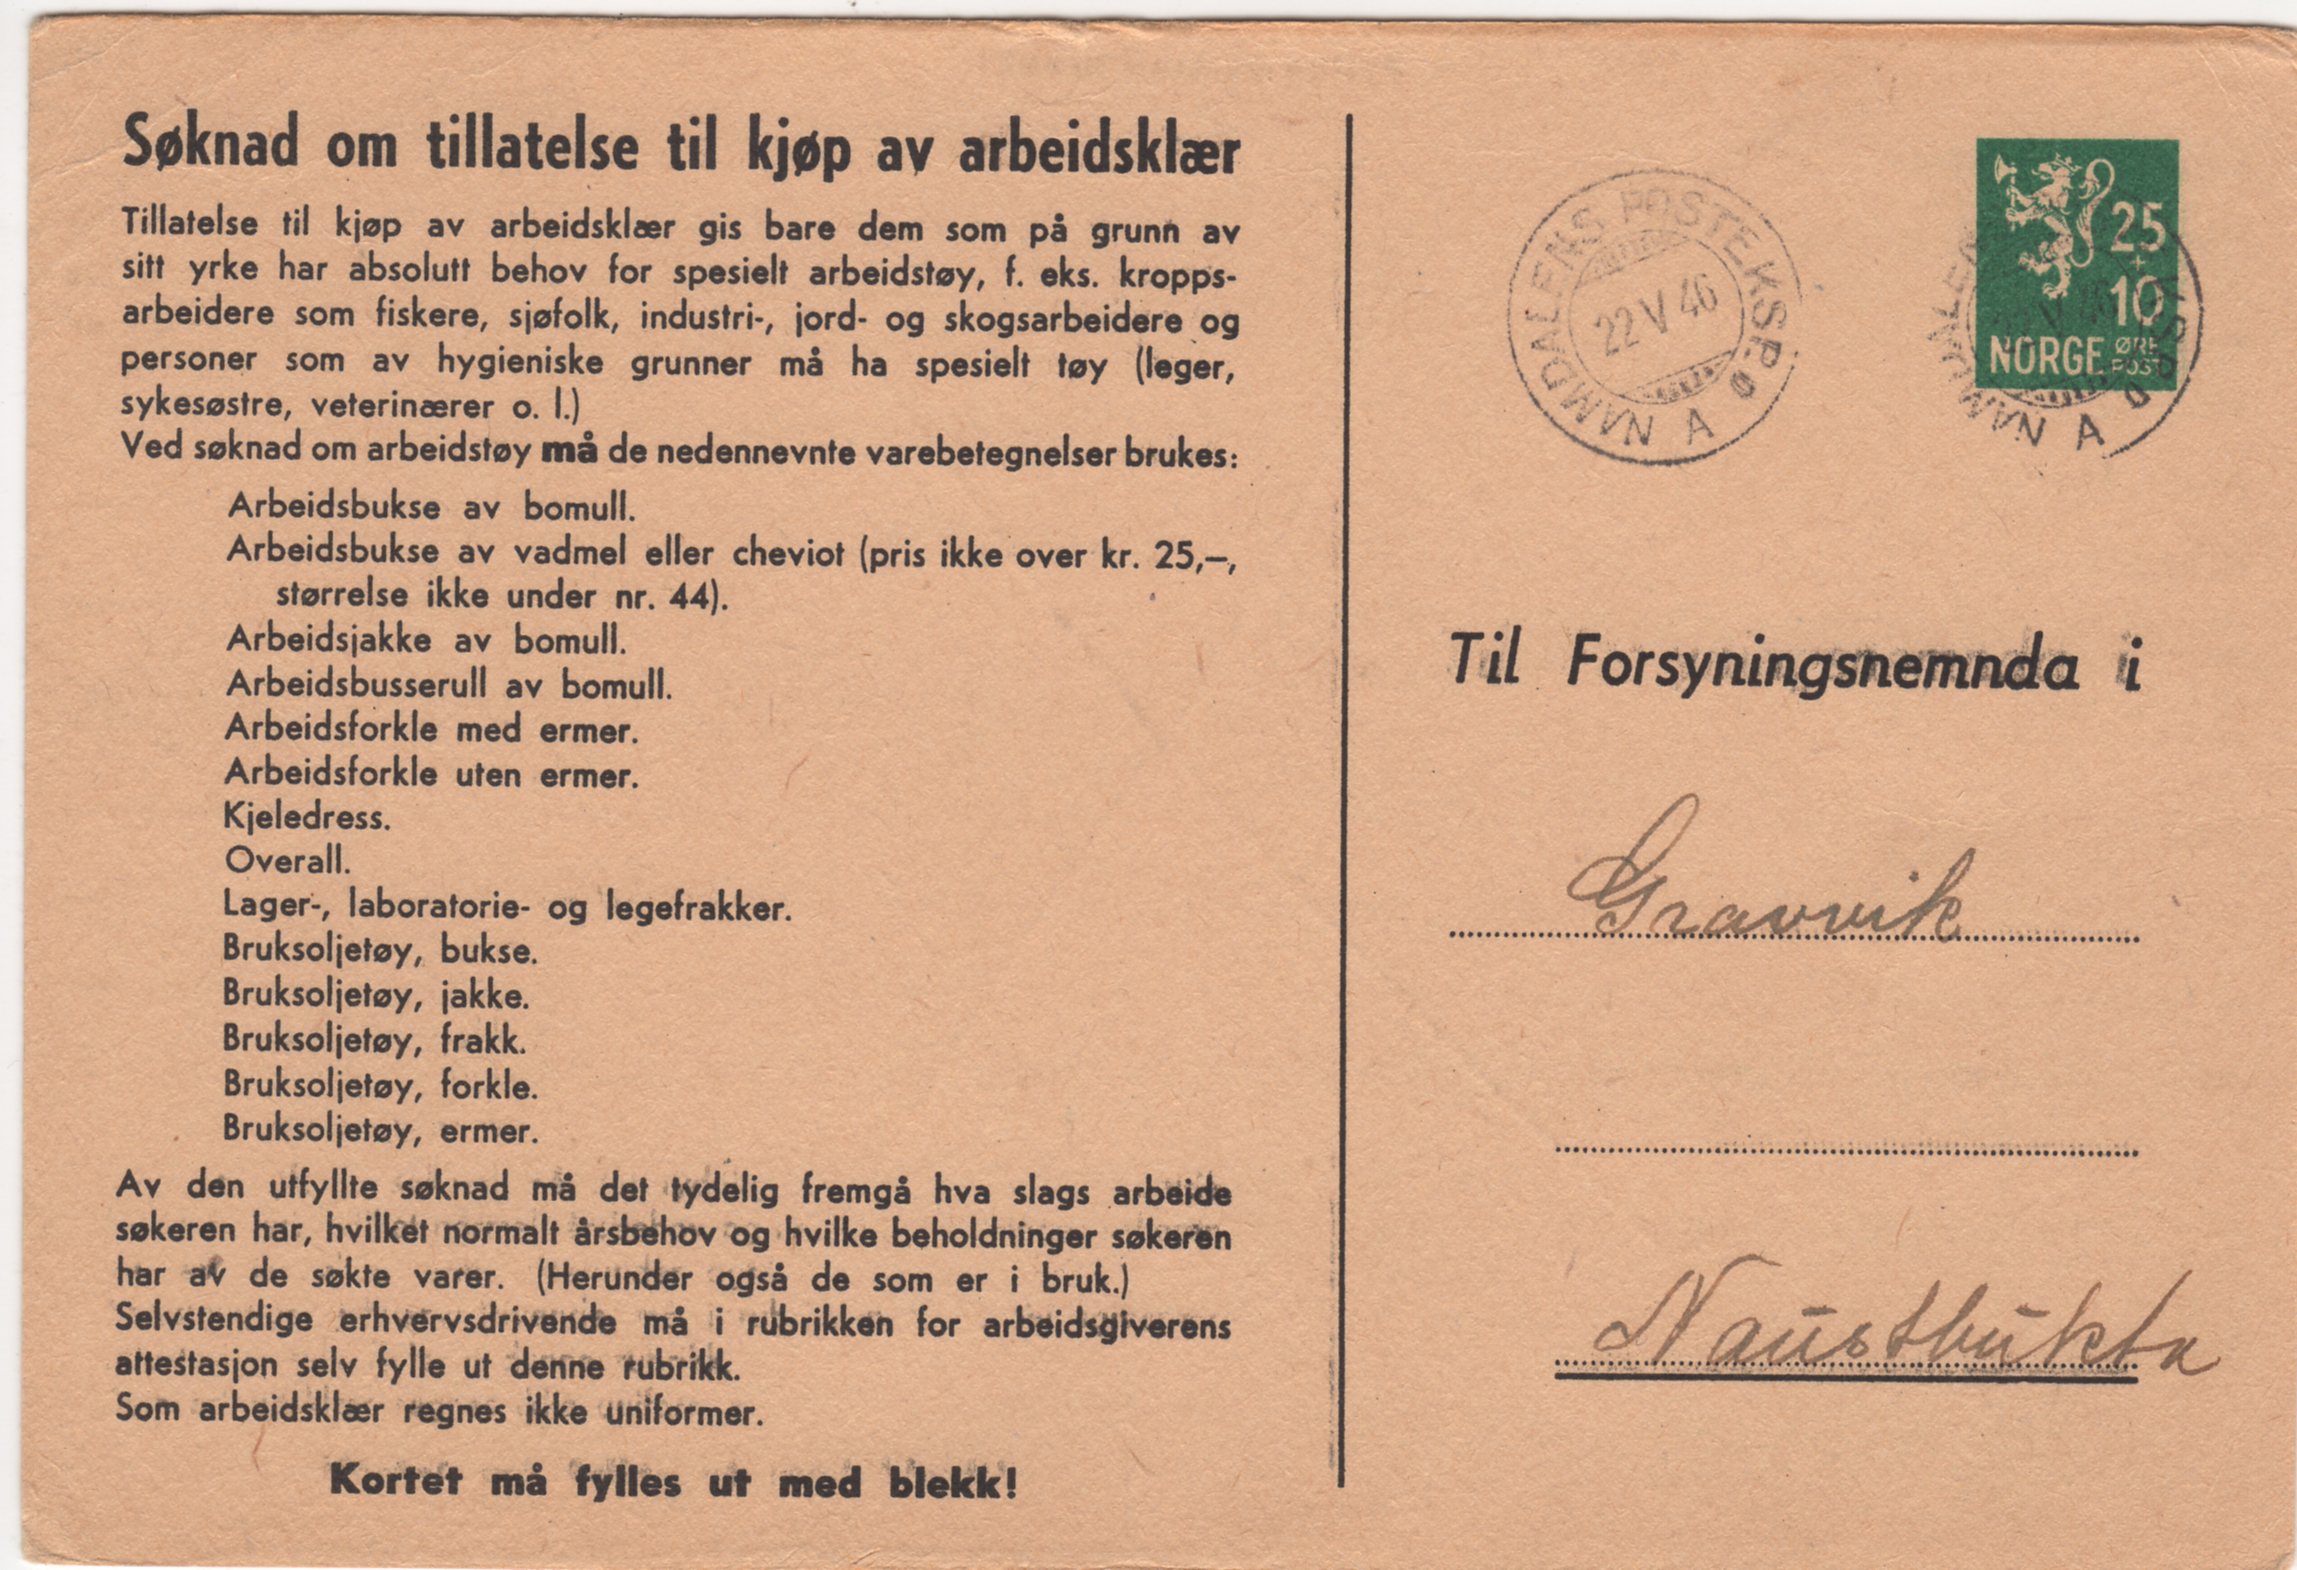 Søknad om tillatelse til kjøp av arbeidsklær
Tillatelse til kjøp av arbeidsklær gis bare dem som på grunn av
sitt yrke har absolutt behov for spesielt arbeidstøy, f. eks. kropps-
arbeidere som fiskere, sjøfolk, industri-, jord- og skogsarbeidere og
personer som av hygieniske grunner må ha spesielt tøy (leger,
sykesøstre, veterinærer o. l.)
Ved søknad om arbeidstøy må de nedennevnte varebetegnelser brukes:
Arbeidsbukse av bomull.
Arbeidsbukse av vadmel eller cheviot (pris ikke over kr. 25,–,
størrelse ikke under nr. 44).
Arbeidsjakke av bomull.
Arbeidsbusserull av bomull.
Arbeidsforkle med ermer.
Arbeidsforkle uten ermer.
Kjeledress.
Overall.
Lager-, laboratorie- og legefrakker.
Bruksoljetøy, bukse.
Bruksoljetøy, jakke.
Bruksoljetøy, frakk.
Bruksoljetøy, forkle.
Bruksoljetøy, ermer.
Av den utfyllte søknad må det tydelig fremgå hva slags arbeide
søkeren har, hvilket normalt årsbehov og hvilke beholdninger søkeren
har av de søkte varer. (Herunder også de som er i bruk.)
Selvstendige erhvervsdrivende må i rubrikken for arbeidsgiverens
attestasjon selv fylle ut denne rubrikk.
Som arbeidsklær regnes ikke uniformer.
Kortet må fylles ut med blekk!
NAMDALENS POSTEKSP. D
22 V 46
A
25
+
10
NORGE ØRE
POST
NAMDALENS POSTEKSP. D
22 V 46
A
Til Forsyningsnemnda i
Gravvik
Naustbukta